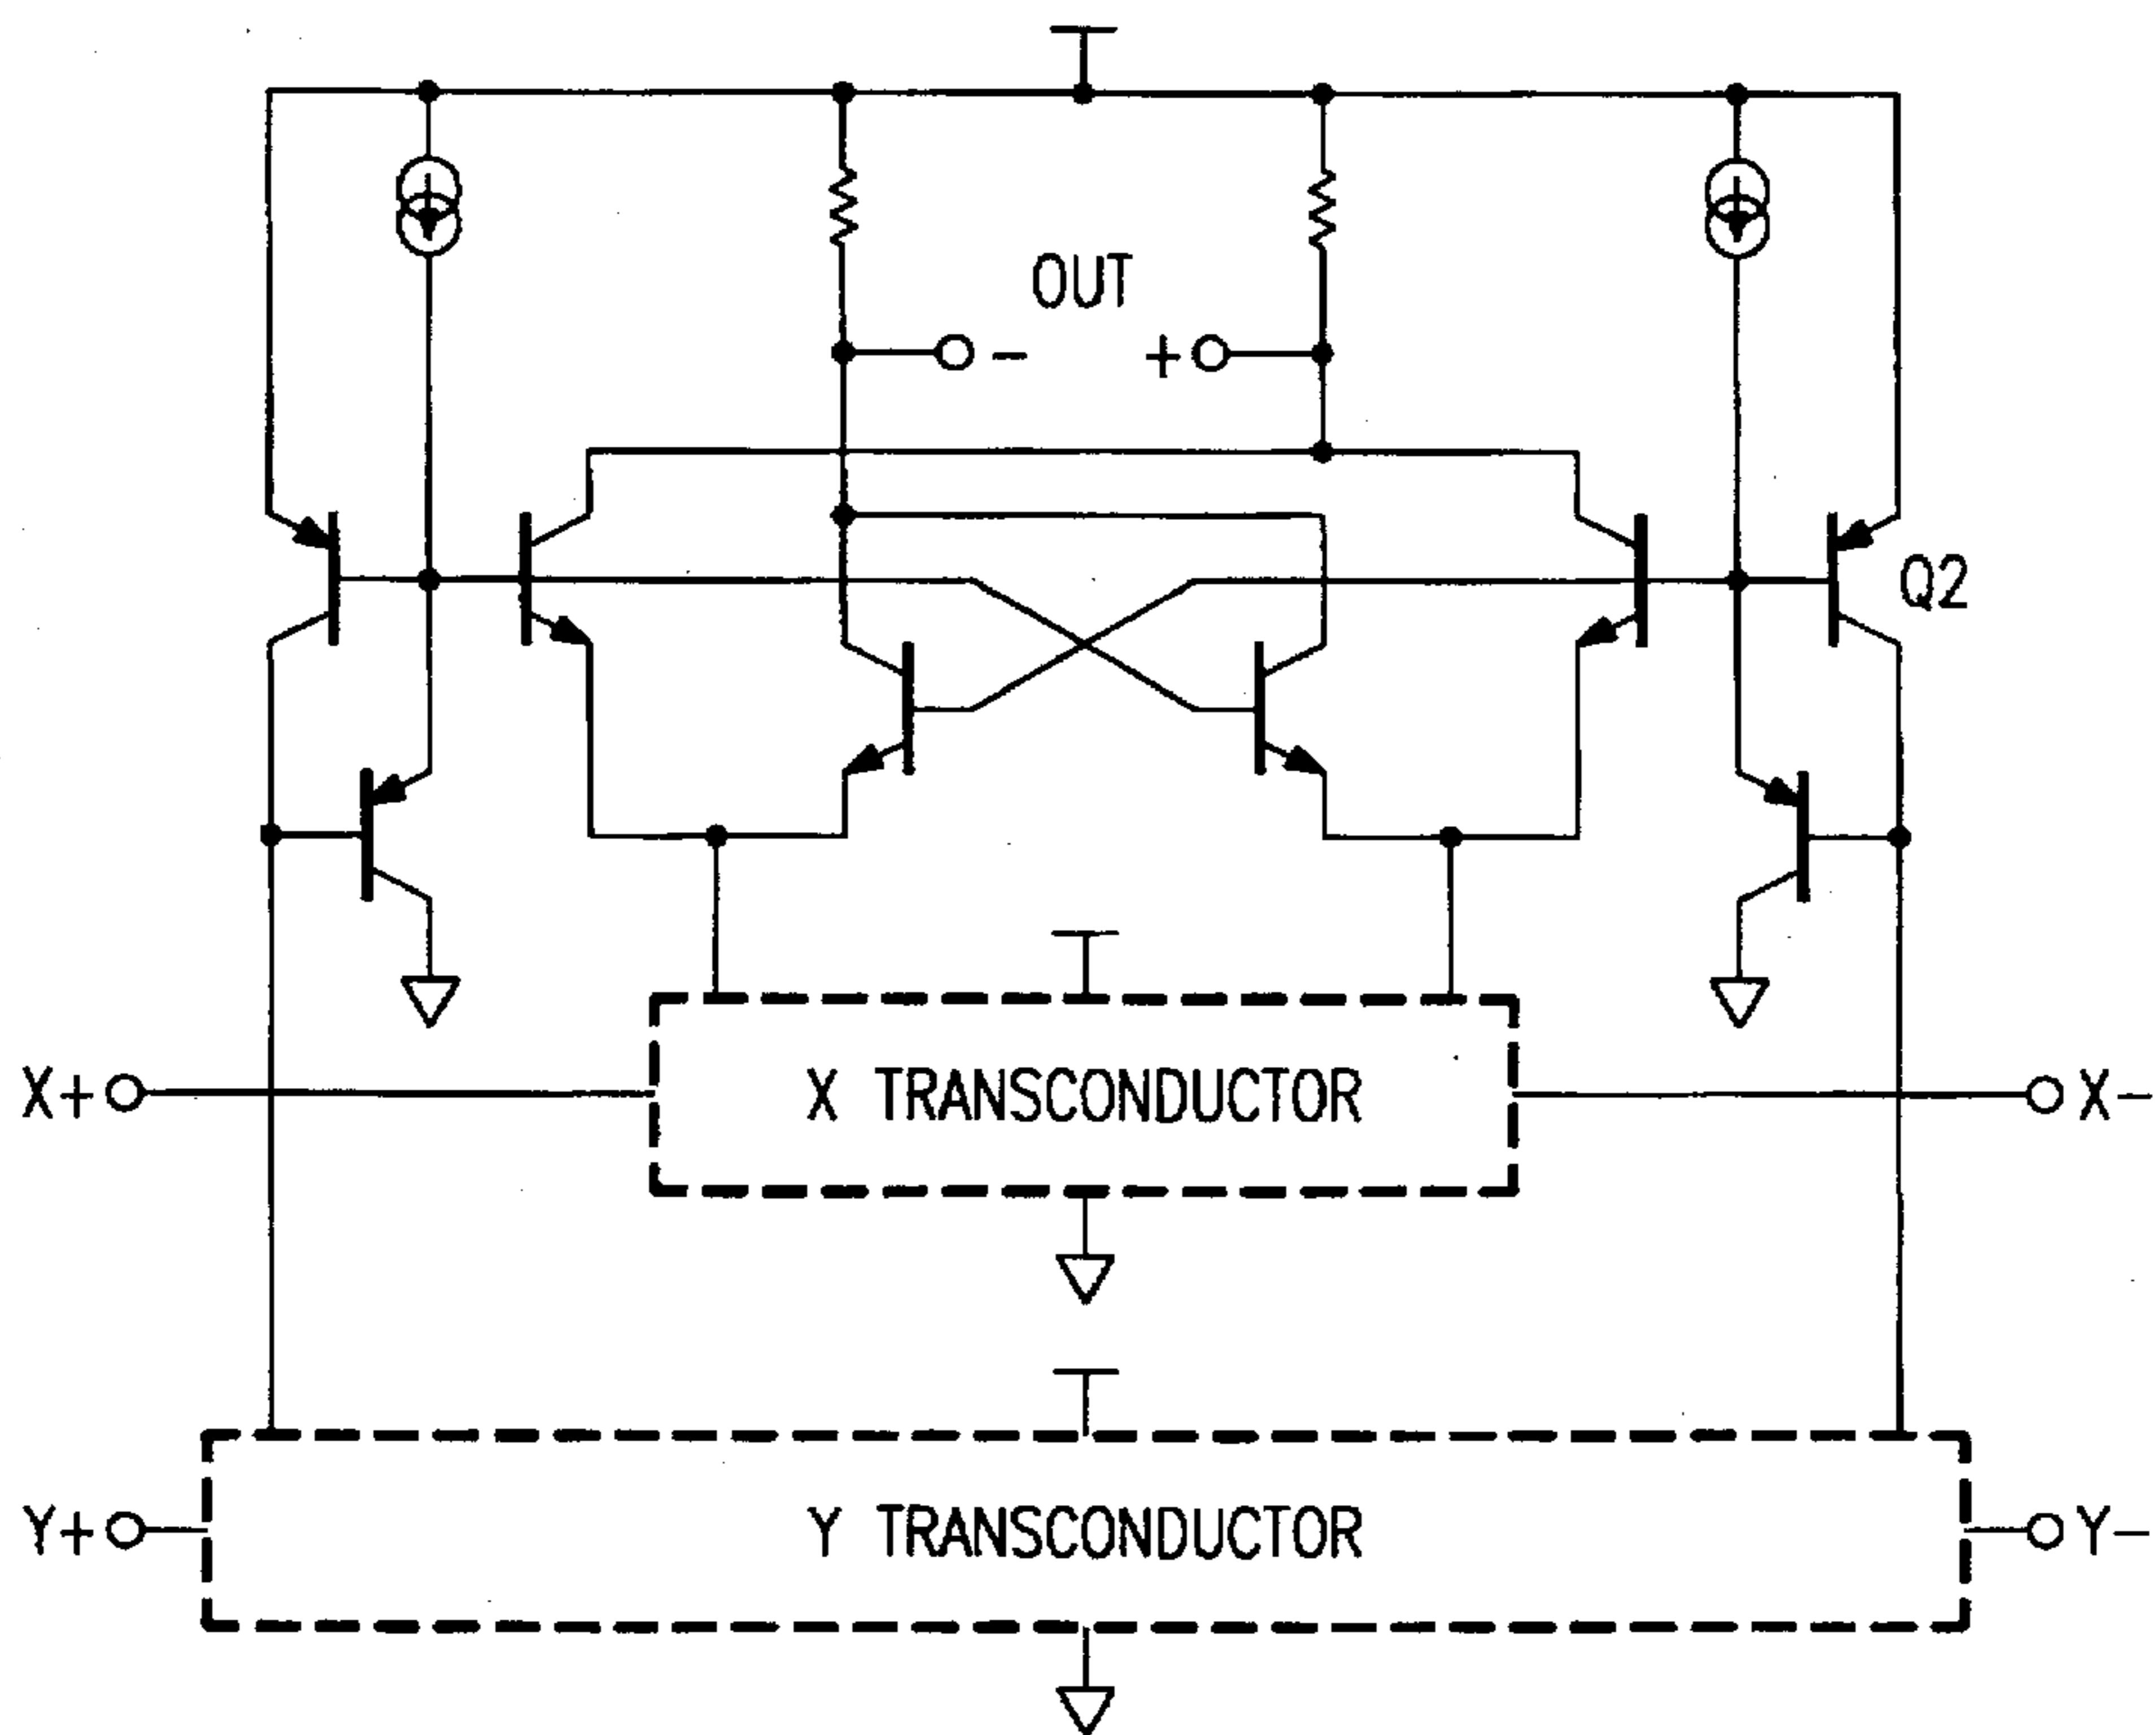 OUT
- +
Q2
X+ X TRANSCONDUCTOR X-
Y+ Y TRANSCONDUCTOR Y-